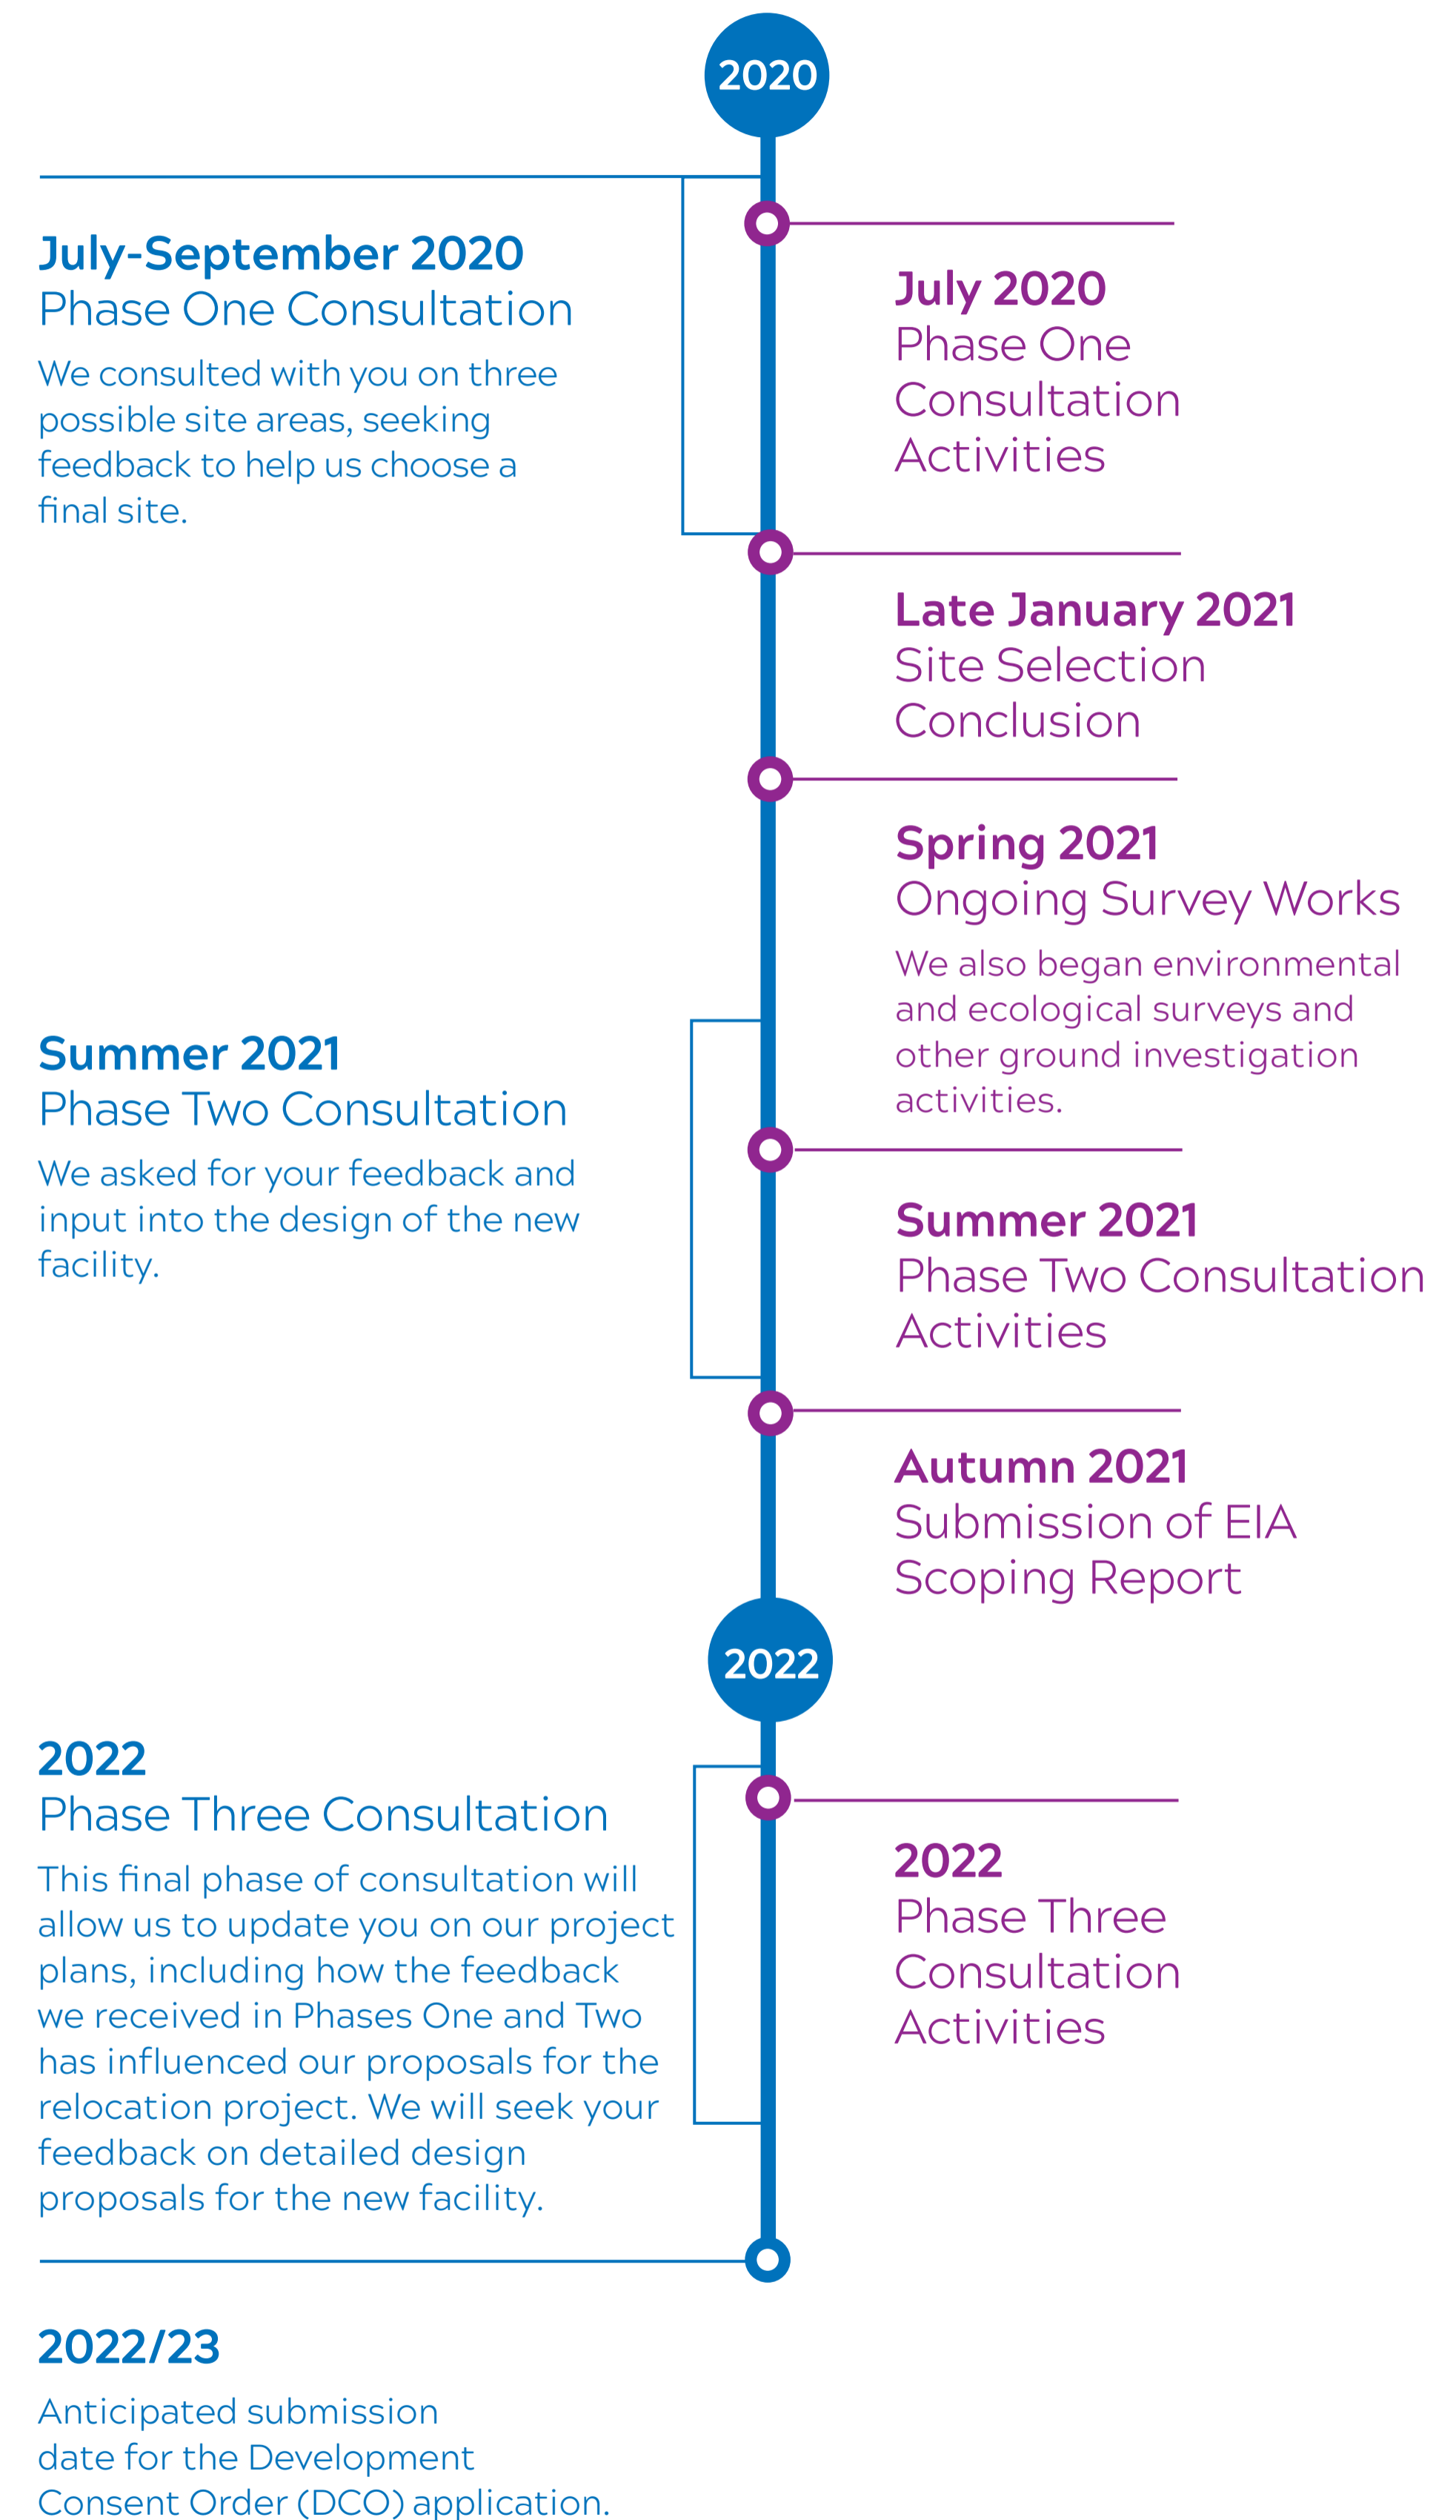 2020
July-September 2020
Phase One Consultation
We consulted with you on three
possible site areas, seeking
feedback to help us choose a
final site.
July 2020
Phase One
Consultation
Activities
Late January 2021
Site Selection
Conclusion
Spring 2021
Ongoing Survey Works
We also began environmental
and ecological surveys and
other ground investigation
activities.
Summer 2021
Phase Two Consultation
We asked for your feedback and
input into the design of the new
facility.
Summer 2021
Phase Two Consultation
Activities
Autumn 2021
Submission of EIA
Scoping Report
2022
2022
Phase Three Consultation
This final phase of consultation will
allow us to update you on our project
plans, including how the feedback
we received in Phases One and Two
has influenced our proposals for the
relocation project. We will seek your
feedback on detailed design
proposals for the new facility.
2022
Phase Three
Consultation
Activities
2022/23
Anticipated submission
date for the Development
Consent Order (DCO) application.